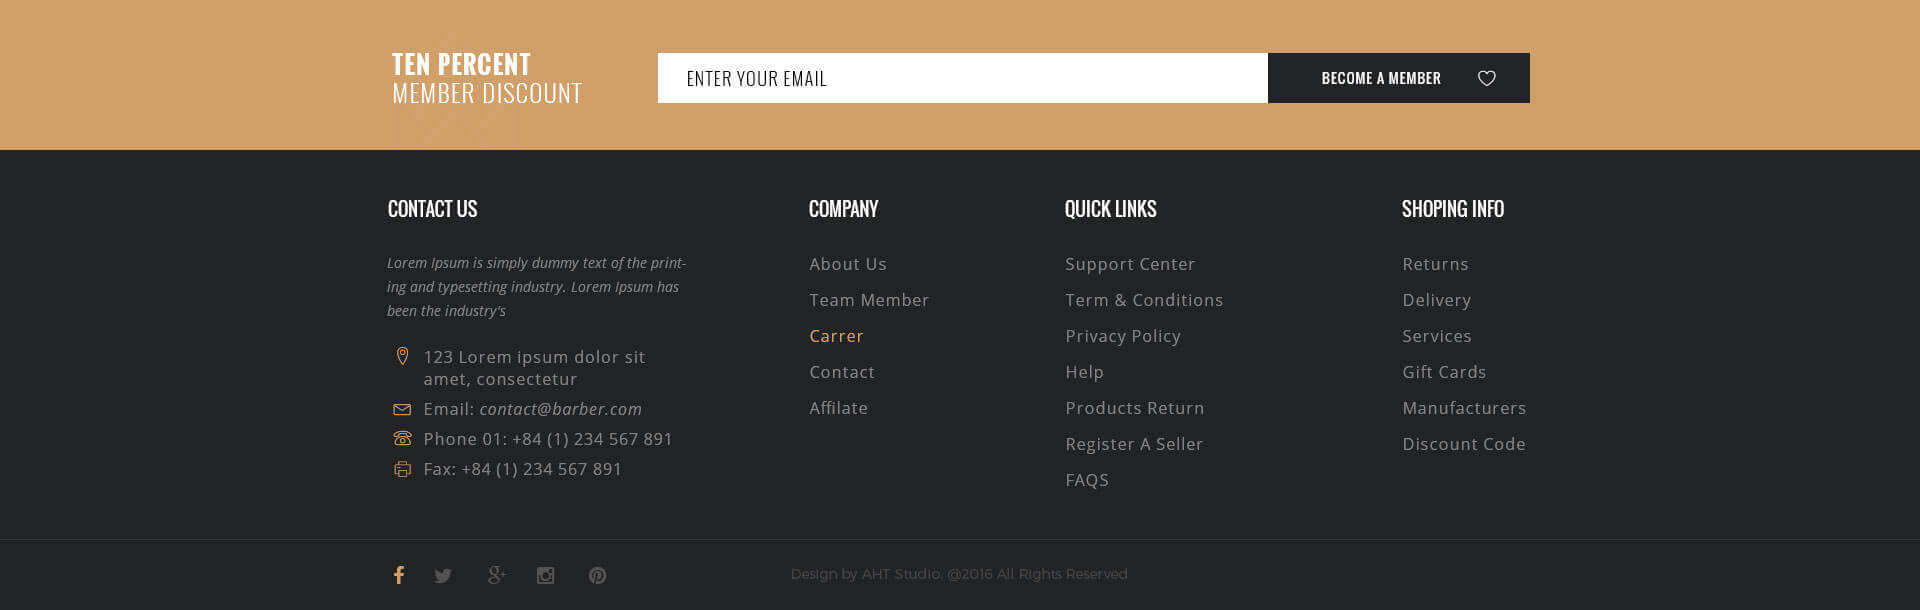 TEN PERCENT
MEMBER DISCOUNT
ENTER YOUR EMAIL
BECOME A MEMBER
CONTACT US
Lorem Ipsum is simply dummy text of the print-
ing and typesetting industry. Lorem Ipsum has
been the industry's
123 Lorem ipsum dolor sit
amet, consectetur
Email: contact@barber.com
Phone 01: +84 (1) 234 567 891
Fax: +84 (1) 234 567 891
COMPANY
About Us
Team Member
Carrer
Contact
Affilate
QUICK LINKS
Support Center
Term & Conditions
Privacy Policy
Help
Products Return
Register A Seller
FAQS
SHOPING INFO
Returns
Delivery
Services
Gift Cards
Manufacturers
Discount Code
Design by AHT Studio. @2016 All Rights Reserved